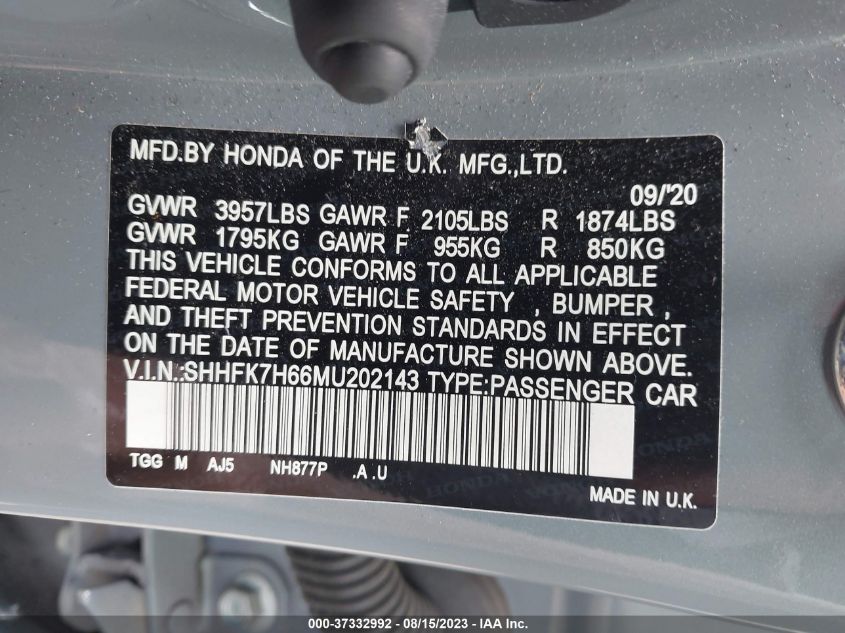 MFD.BY HONDA OF THE U.K. MFG.,LTD.
09/'20
GVWR 3957LBS GAWR F 2105LBS R 1874LBS
GVWR 1795KG GAWR F 955KG R 850KG
THIS VEHICLE CONFORMS TO ALL APPLICABLE
FEDERAL MOTOR VEHICLE SAFETY , BUMPER ,
AND THEFT PREVENTION STANDARDS IN EFFECT
ON THE DATE OF MANUFACTURE SHOWN ABOVE.
V.I.N.:SHHFK7H66MU202143 TYPE:PASSENGER CAR
TGG M AJ5 NH877P .A .U
MADE IN U.K.
000-37332992 - 08/15/2023 - IAA Inc.